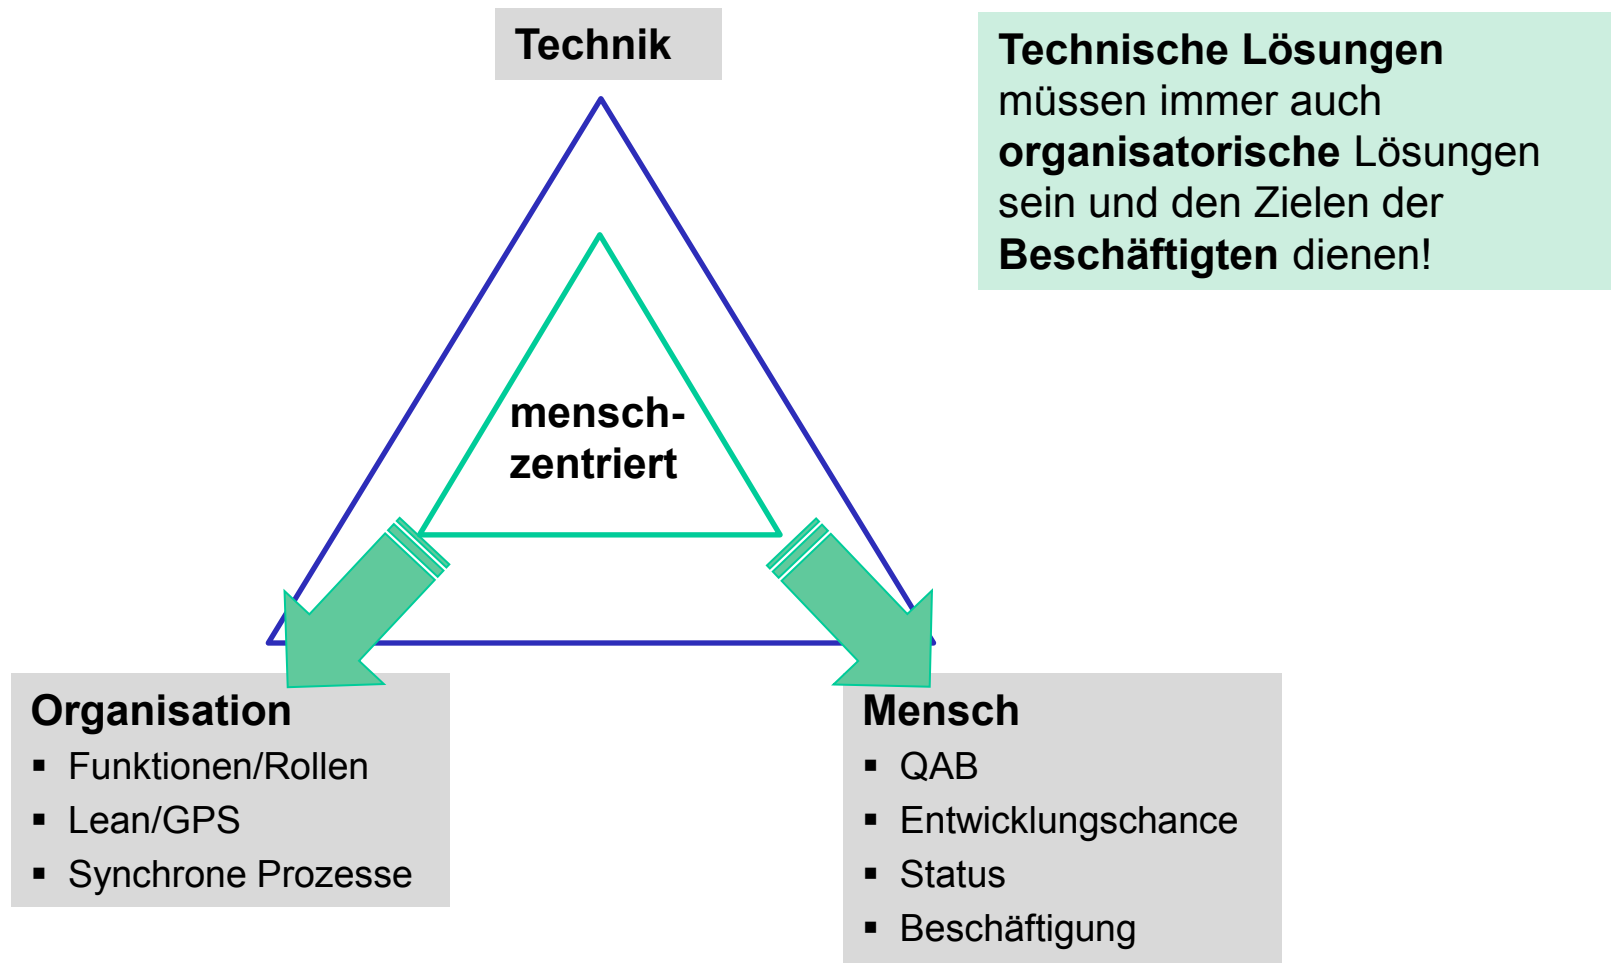 Technik
Technische Lösungen
müssen immer auch
organisatorische Lösungen
sein und den Zielen der
Beschäftigten dienen!
mensch-
zentriert
Organisation
▪ Funktionen/Rollen
▪ Lean/GPS
▪ Synchrone Prozesse
Mensch
▪ QAB
▪ Entwicklungschance
▪ Status
▪ Beschäftigung